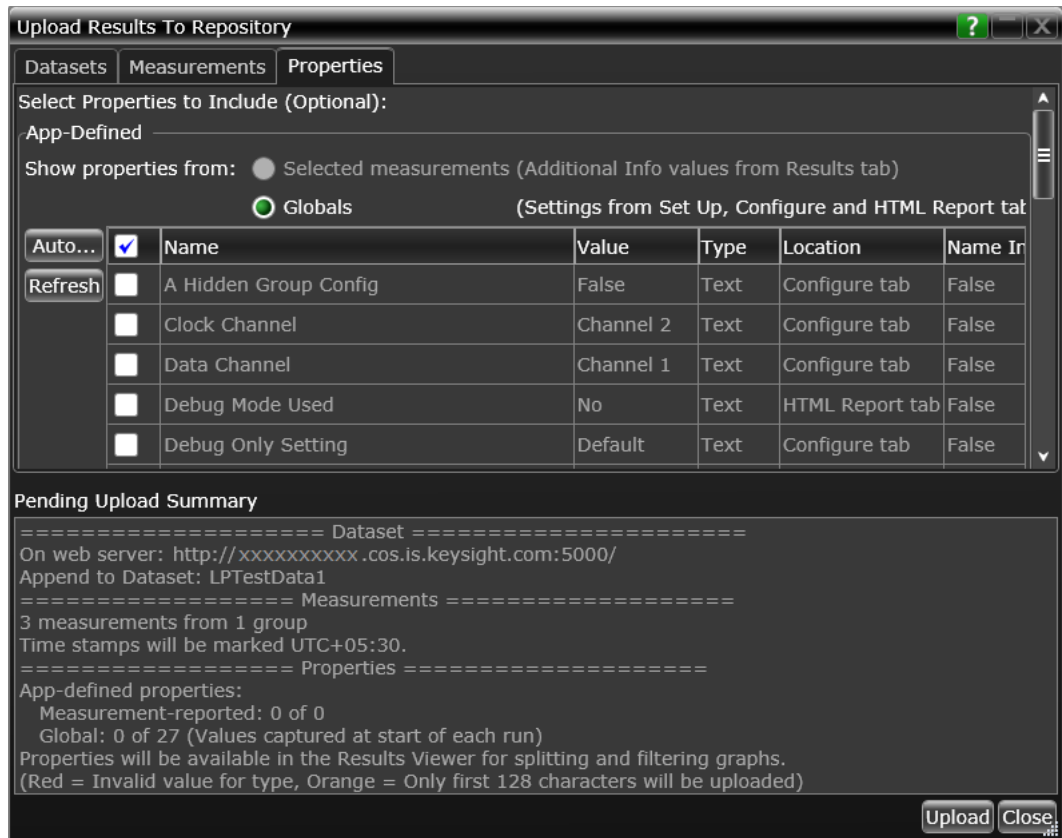 Upload Results To Repository
?
X
Datasets Measurements Properties
Select Properties to Include (Optional):
App-Defined
Show properties from: Selected measurements (Additional Info values from Results tab)
Globals (Settings from Set Up, Configure and HTML Report tab
Auto... Name Value Type Location Name In
Refresh A Hidden Group Config False Text Configure tab False
Clock Channel Channel 2 Text Configure tab False
Data Channel Channel 1 Text Configure tab False
Debug Mode Used No Text HTML Report tab False
Debug Only Setting Default Text Configure tab False
Pending Upload Summary
==================== Dataset ======================
On web server: http://xxxxxxxxxx.cos.is.keysight.com:5000/
Append to Dataset: LPTestData1
================== Measurements ===================
3 measurements from 1 group
Time stamps will be marked UTC+05:30.
================== Properties ====================
App-defined properties:
Measurement-reported: 0 of 0
Global: 0 of 27 (Values captured at start of each run)
Properties will be available in the Results Viewer for splitting and filtering graphs.
(Red = Invalid value for type, Orange = Only first 128 characters will be uploaded)
Upload Close